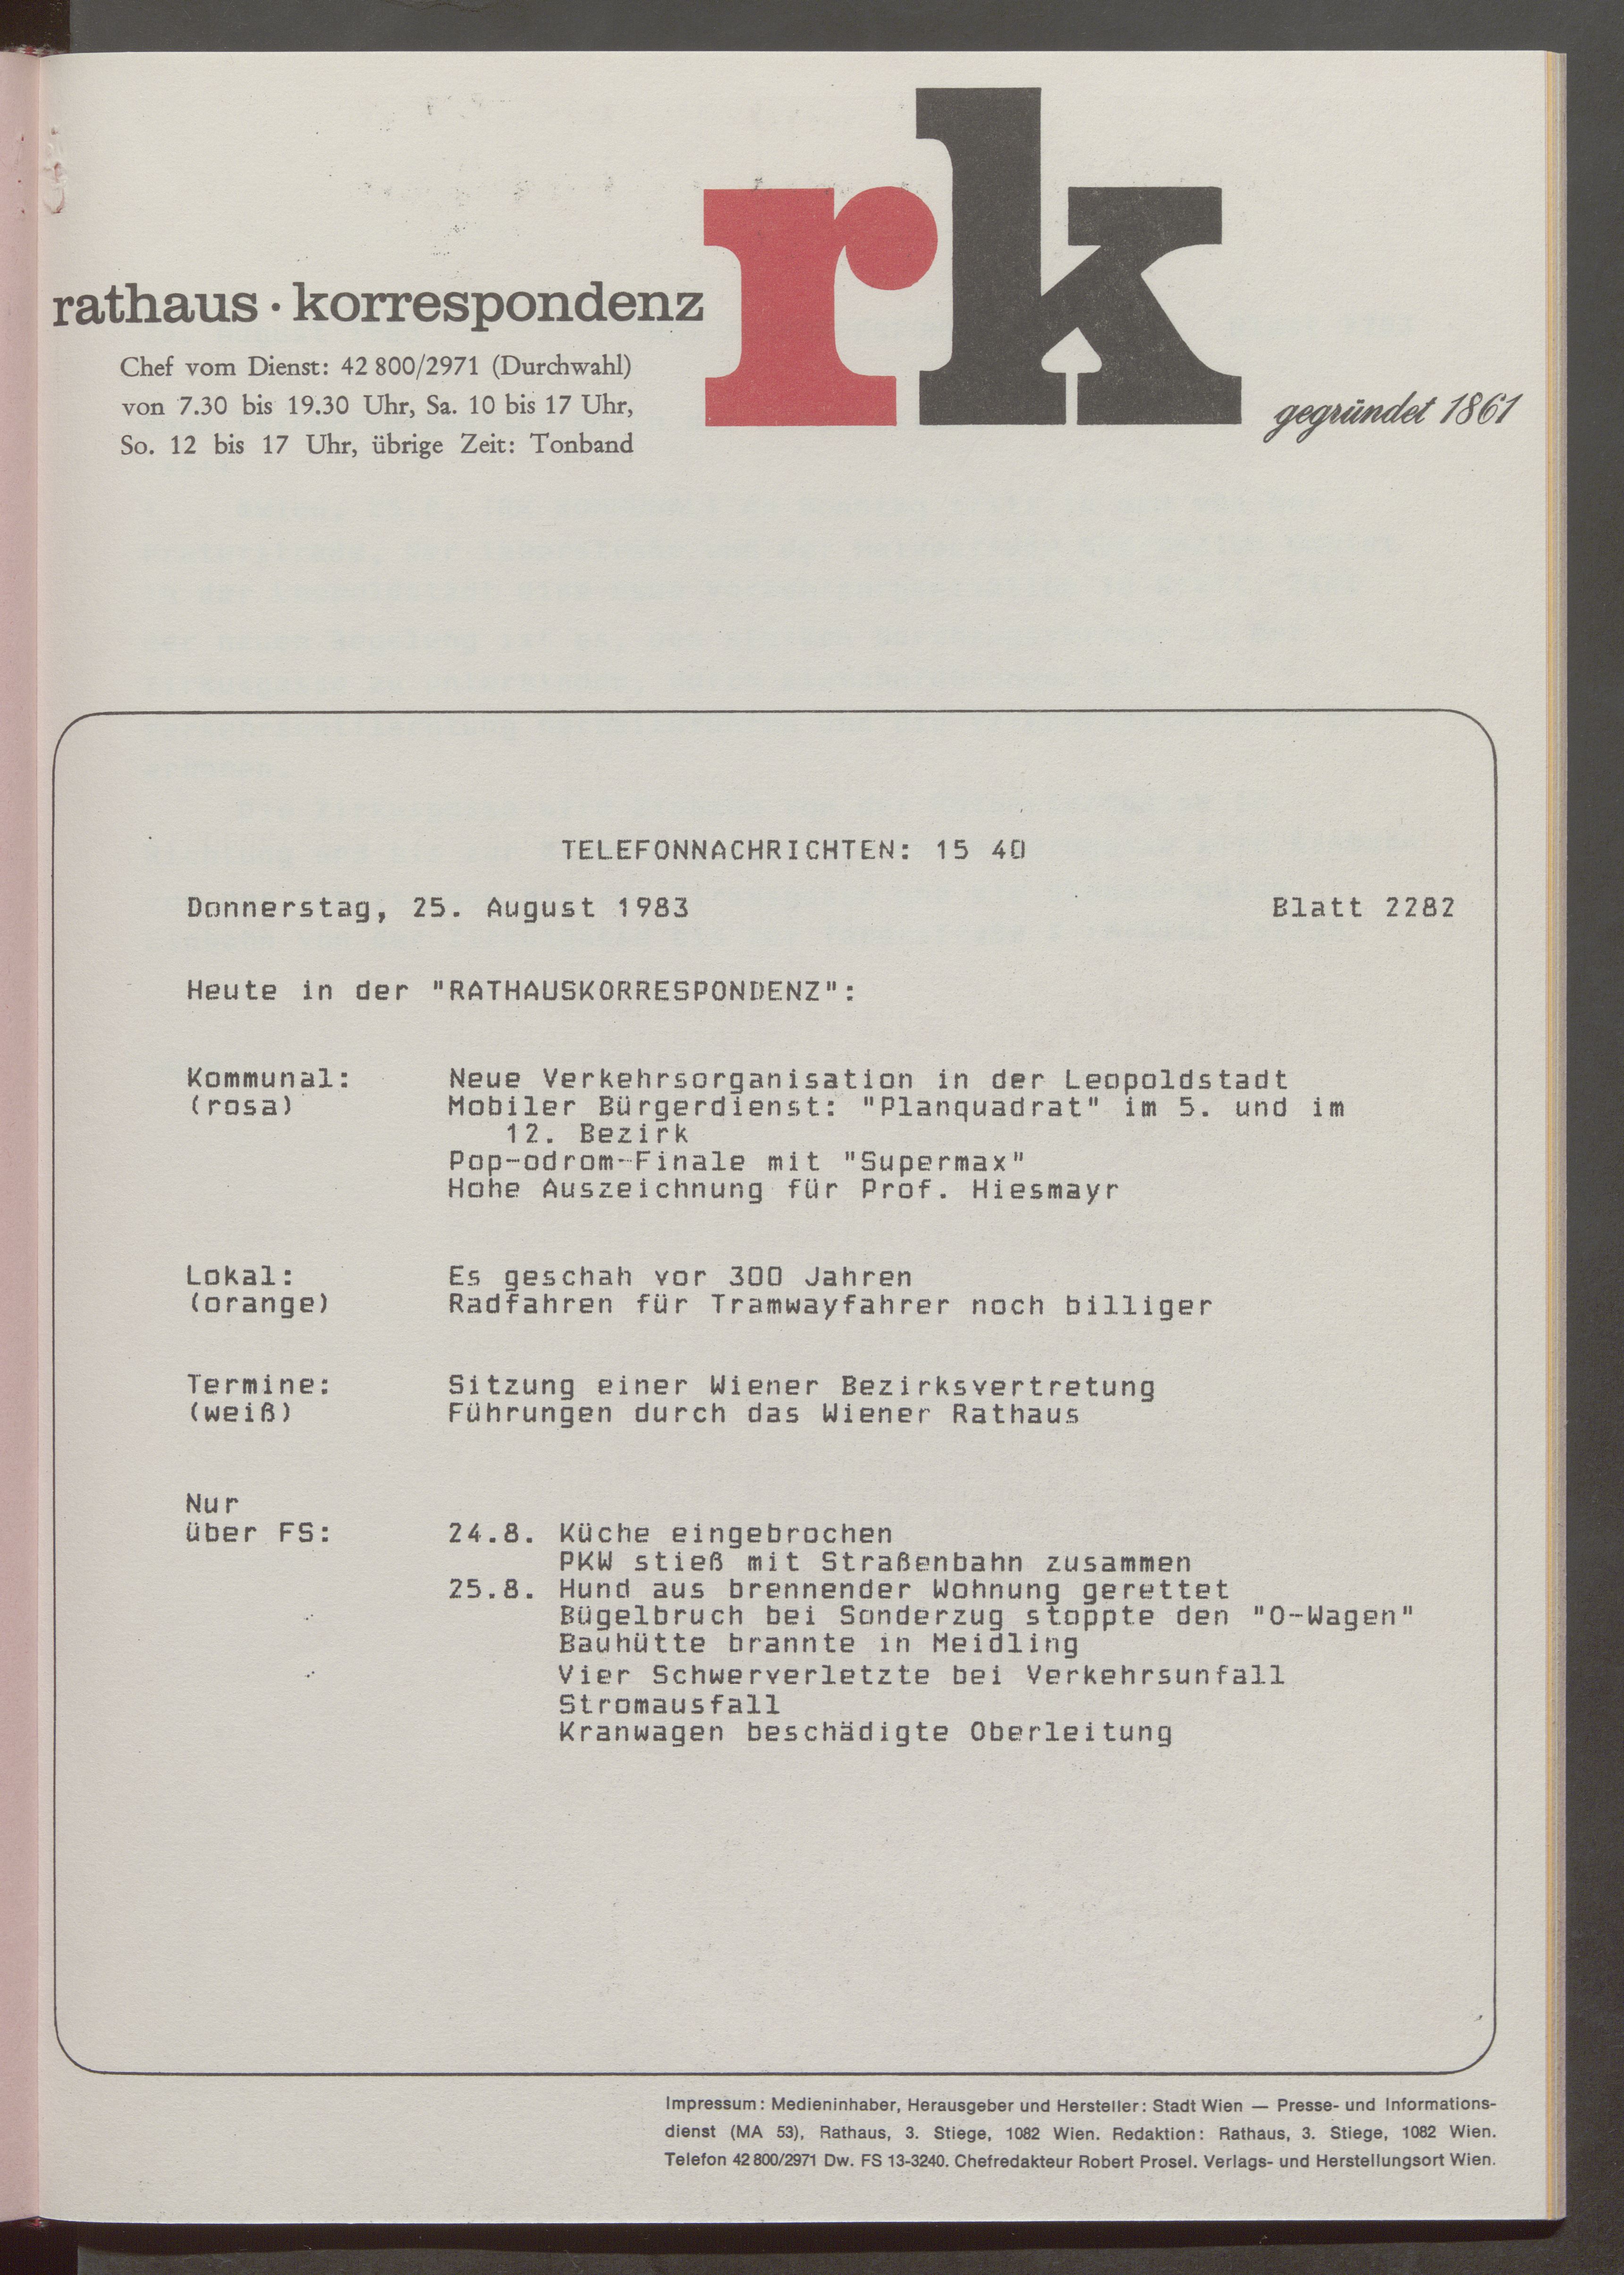 rk
rathaus · korrespondenz
Chef vom Dienst: 42 800/2971 (Durchwahl)
von 7.30 bis 19.30 Uhr, Sa. 10 bis 17 Uhr,
So. 12 bis 17 Uhr, übrige Zeit: Tonband
gegründet 1861
TELEFONNACHRICHTEN: 15 40
Donnerstag, 25. August 1983 Blatt 2282
Heute in der "RATHAUSKORRESPONDENZ":
Kommunal: Neue Verkehrsorganisation in der Leopoldstadt
(rosa) Mobiler Bürgerdienst: "Planquadrat" im 5. und im
12. Bezirk
Pop-odrom-Finale mit "Supermax"
Hohe Auszeichnung für Prof. Hiesmayr
Lokal: Es geschah vor 300 Jahren
(orange) Radfahren für Tramwayfahrer noch billiger
Termine: Sitzung einer Wiener Bezirksvertretung
(weiß) Führungen durch das Wiener Rathaus
Nur
über FS: 24.8. Küche eingebrochen
PKW stieß mit Straßenbahn zusammen
25.8. Hund aus brennender Wohnung gerettet
Bügelbruch bei Sonderzug stoppte den "O-Wagen"
Bauhütte brannte in Meidling
Vier Schwerverletzte bei Verkehrsunfall
Stromausfall
Kranwagen beschädigte Oberleitung
Impressum: Medieninhaber, Herausgeber und Hersteller: Stadt Wien — Presse- und Informations-
dienst (MA 53), Rathaus, 3. Stiege, 1082 Wien. Redaktion: Rathaus, 3. Stiege, 1082 Wien.
Telefon 42 800/2971 Dw. FS 13-3240. Chefredakteur Robert Prosel. Verlags- und Herstellungsort Wien.